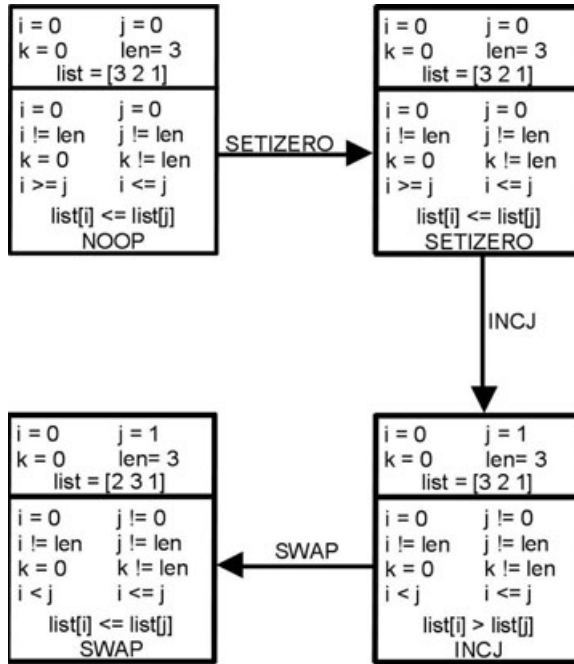 i = 0 j = 0
k = 0 len= 3
list = [3 2 1]
i = 0 j = 0
i != len j != len
k = 0 k != len
i >= j i <= j
list[i] <= list[j]
NOOP
SETIZERO
i = 0 j = 0
k = 0 len= 3
list = [3 2 1]
i = 0 j = 0
i != len j != len
k = 0 k != len
i >= j i <= j
list[i] <= list[j]
SETIZERO
INCJ
i = 0 j = 1
k = 0 len= 3
list = [3 2 1]
i = 0 j != 0
i != len j != len
k = 0 k != len
i < j i <= j
list[i] > list[j]
INCJ
SWAP
i = 0 j = 1
k = 0 len= 3
list = [2 3 1]
i = 0 j != 0
i != len j != len
k = 0 k != len
i < j i <= j
list[i] <= list[j]
SWAP